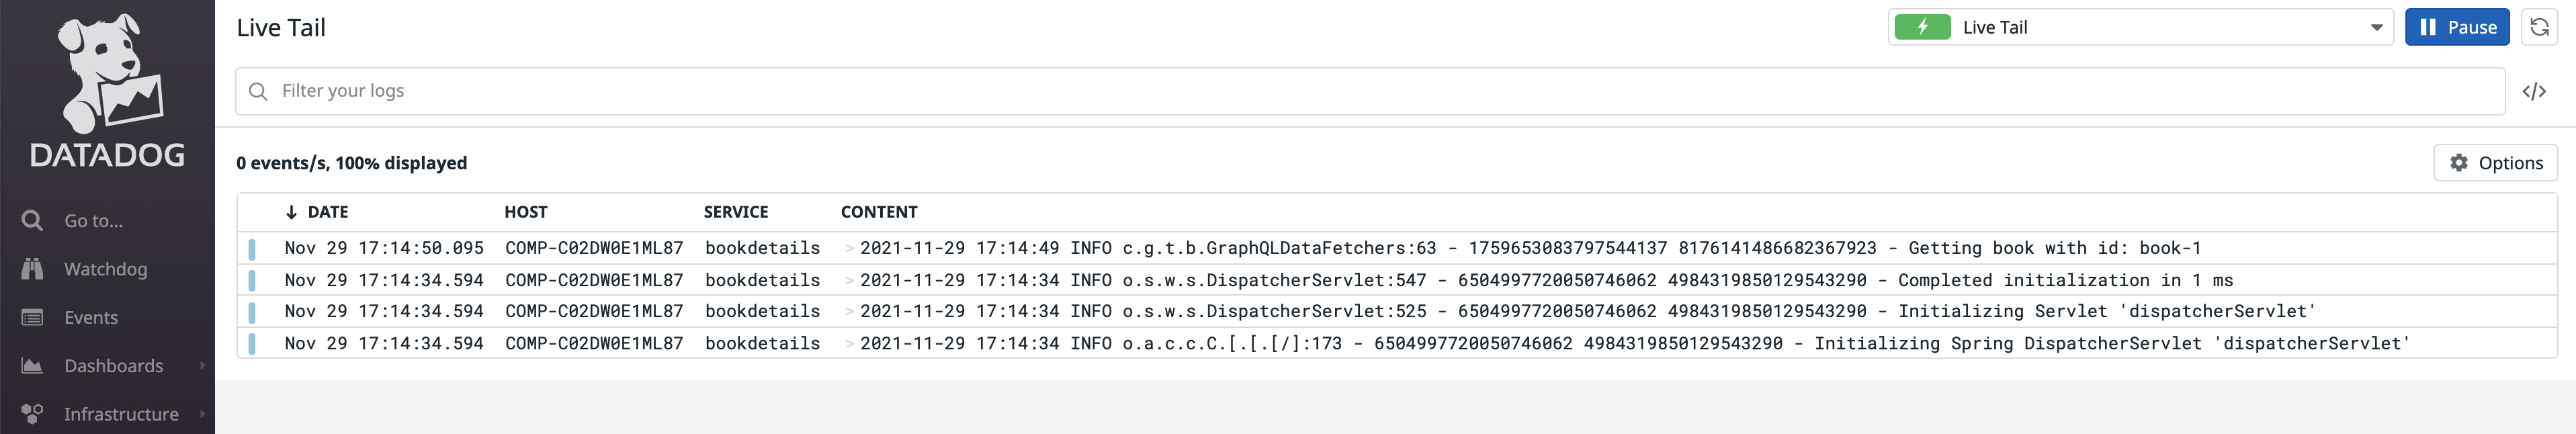 DATADOG
Go to...
Watchdog
Events
Dashboards
Infrastructure
Live Tail
Live Tail
Pause
Filter your logs
</>
0 events/s, 100% displayed
Options
DATE HOST SERVICE CONTENT
Nov 29 17:14:50.095 COMP-C02DW0E1ML87 bookdetails > 2021-11-29 17:14:49 INFO c.g.t.b.GraphQLDataFetchers:63 - 1759653083797544137 8176141486682367923 - Getting book with id: book-1
Nov 29 17:14:34.594 COMP-C02DW0E1ML87 bookdetails > 2021-11-29 17:14:34 INFO o.s.w.s.DispatcherServlet:547 - 6504997720050746062 4984319850129543290 - Completed initialization in 1 ms
Nov 29 17:14:34.594 COMP-C02DW0E1ML87 bookdetails > 2021-11-29 17:14:34 INFO o.s.w.s.DispatcherServlet:525 - 6504997720050746062 4984319850129543290 - Initializing Servlet 'dispatcherServlet'
Nov 29 17:14:34.594 COMP-C02DW0E1ML87 bookdetails > 2021-11-29 17:14:34 INFO o.a.c.c.C.[.[.[/]:173 - 6504997720050746062 4984319850129543290 - Initializing Spring DispatcherServlet 'dispatcherServlet'